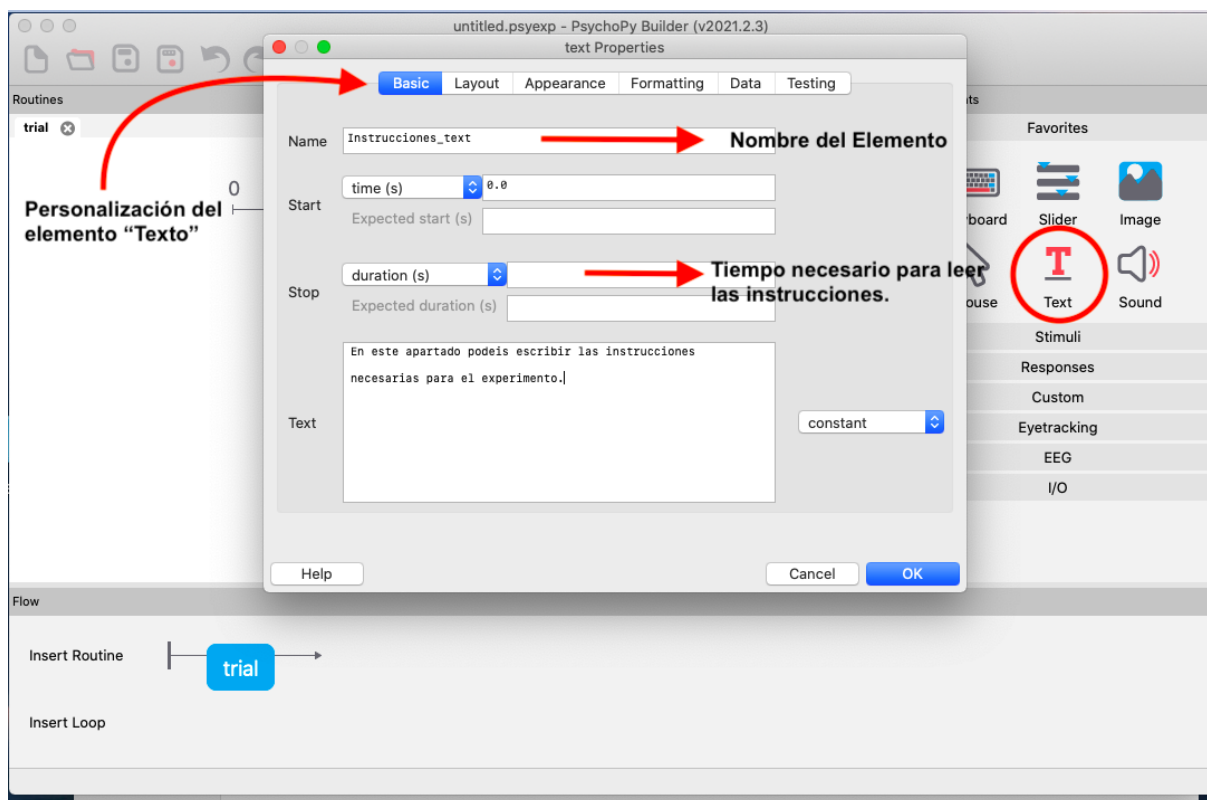 untitled.psyexp - PsychoPy Builder (v2021.2.3)
text Properties
Basic Layout Appearance Formatting Data Testing
Routines
trial
Favorites
Name
Instrucciones_text
Nombre del Elemento
0
Personalización del
elemento “Texto”
Start
time (s)
0.0
Expected start (s)
Slider
Image
Stop
duration (s)
Tiempo necesario para leer
las instrucciones.
Expected duration (s)
Text
Sound
Stimuli
Responses
Custom
Eyetracking
EEG
I/O
Text
En este apartado podeis escribir las instrucciones
necesarias para el experimento.
constant
Help
Cancel
OK
Flow
Insert Routine
trial
Insert Loop